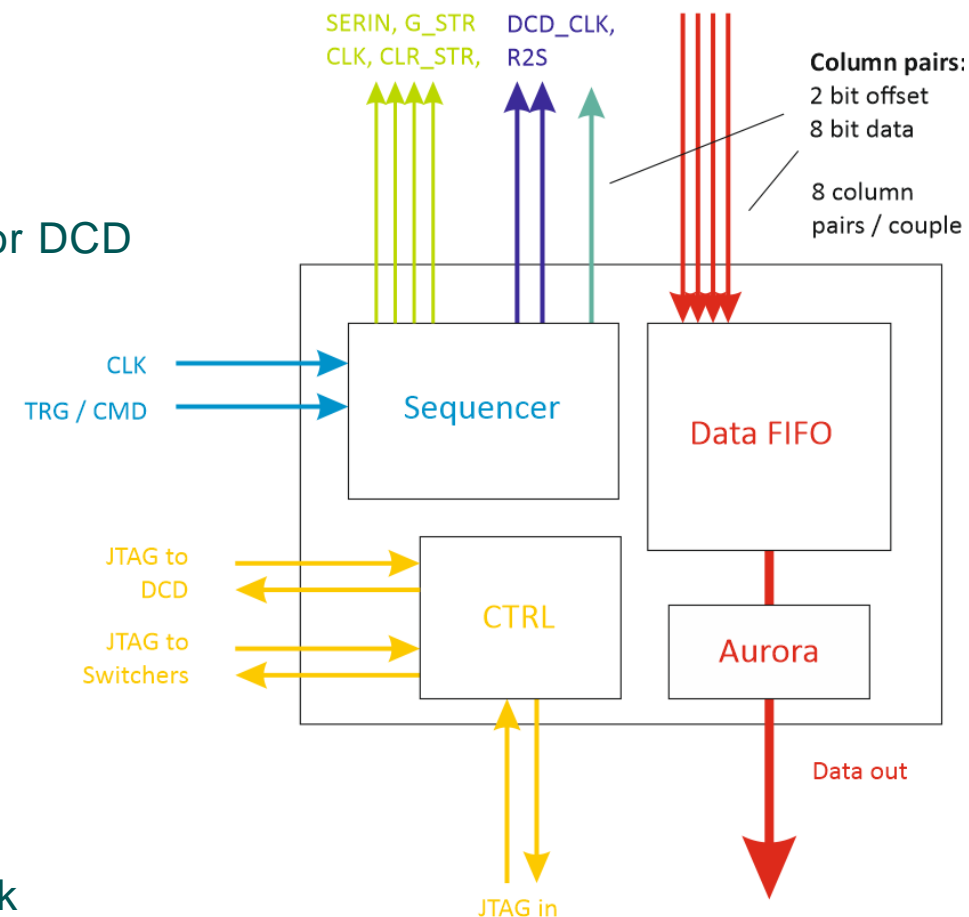 SERIN, G_STR
CLK, CLR_STR,
DCD_CLK,
R2S
Column pairs:
2 bit offset
8 bit data
8 column
pairs / couple
or DCD
CLK
TRG / CMD
Sequencer
Data FIFO
JTAG to
DCD
JTAG to
Switchers
CTRL
Aurora
Data out
k
JTAG in